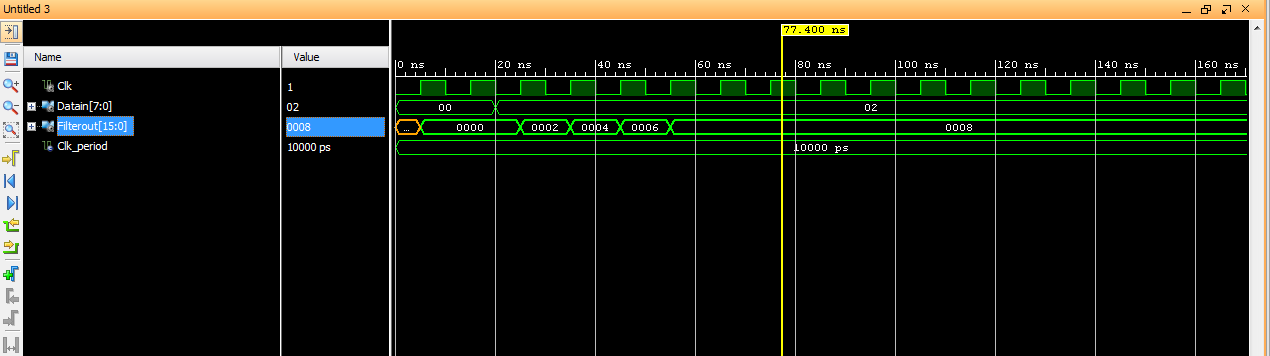 Untitled 3
77.400 ns
Name Value
0 ns 20 ns 40 ns 60 ns 80 ns 100 ns 120 ns 140 ns 160 ns
Clk 1
Datain[7:0] 02 00 02
Filterout[15:0] 0008 ... 0000 0002 0004 0006 0008
Clk_period 10000 ps 10000 ps